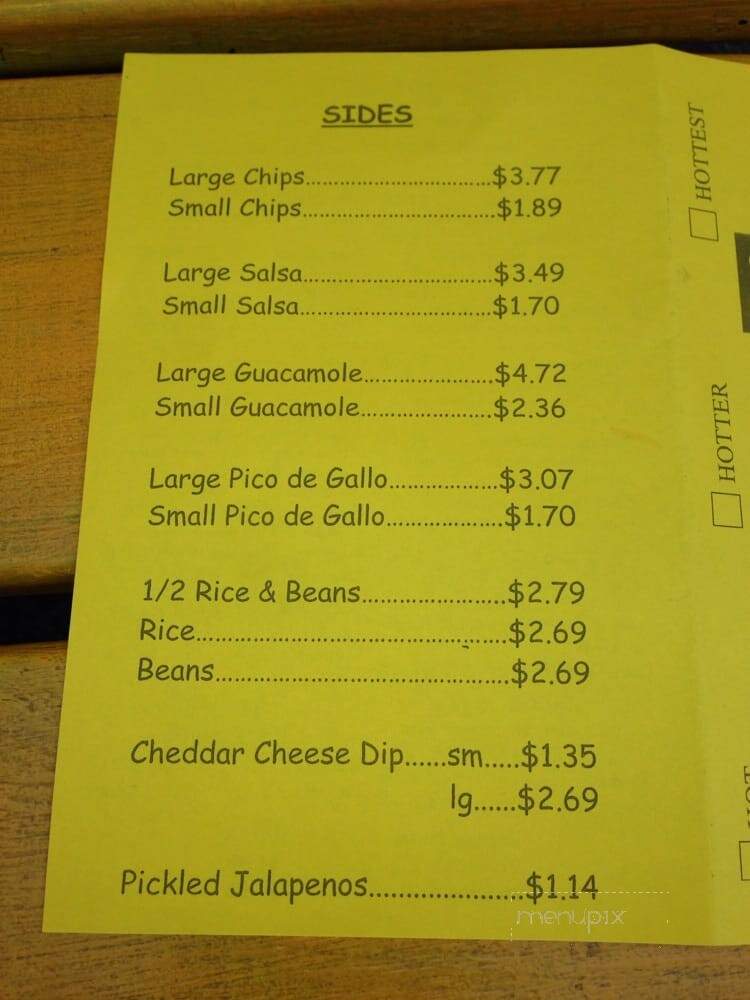 SIDES
Large Chips...............................$3.77
Small Chips................................$1.89
Large Salsa................................$3.49
Small Salsa................................$1.70
Large Guacamole......................$4.72
Small Guacamole......................$2.36
Large Pico de Gallo..................$3.07
Small Pico de Gallo...................$1.70
1/2 Rice & Beans.......................$2.79
Rice.................................................$2.69
Beans..............................................$2.69
Cheddar Cheese Dip......sm.....$1.35
lg......$2.69
Pickled Jalapenos.......................$1.14
HOTTEST
HOTTER
menupix